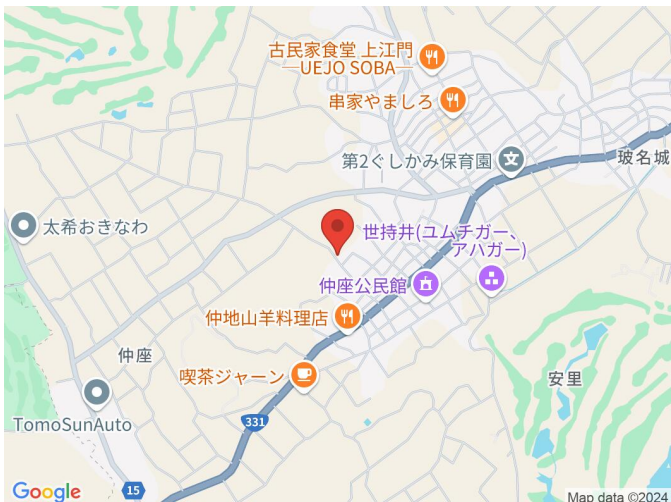 古民家食堂 上江門
—UEJO SOBA—
串家やましろ
第2ぐしかみ保育園
玻名城
太希おきなわ
世持井(ユムチガー、
アハガー)
仲座公民館
仲地山羊料理店
仲座
喫茶ジャーン
安里
TomoSunAuto
331
15
Google
Map data ©2024